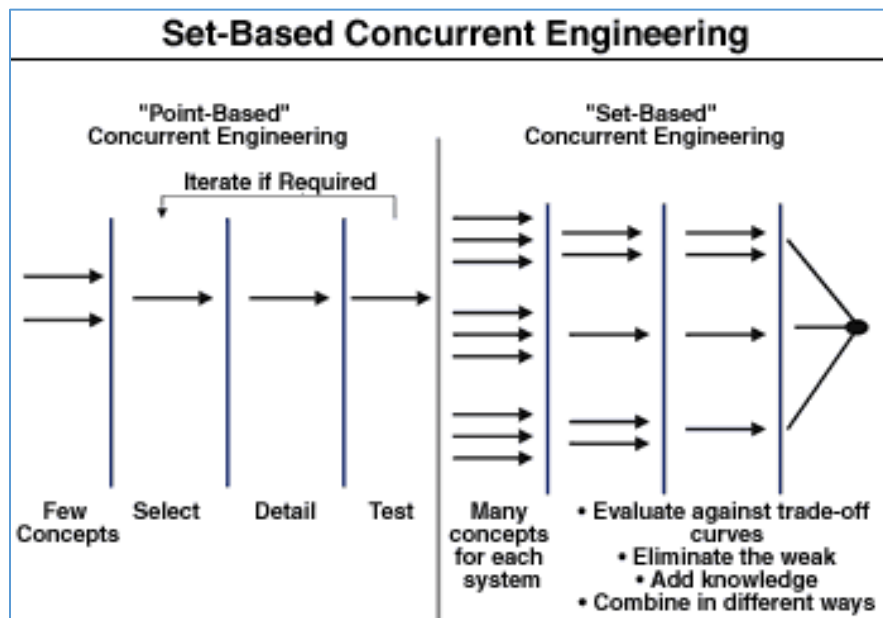 Set-Based Concurrent Engineering
"Point-Based"
Concurrent Engineering
Iterate if Required
Few
Concepts
Select
Detail
Test
"Set-Based"
Concurrent Engineering
Many
concepts
for each
system
• Evaluate against trade-off
curves
• Eliminate the weak
• Add knowledge
• Combine in different ways